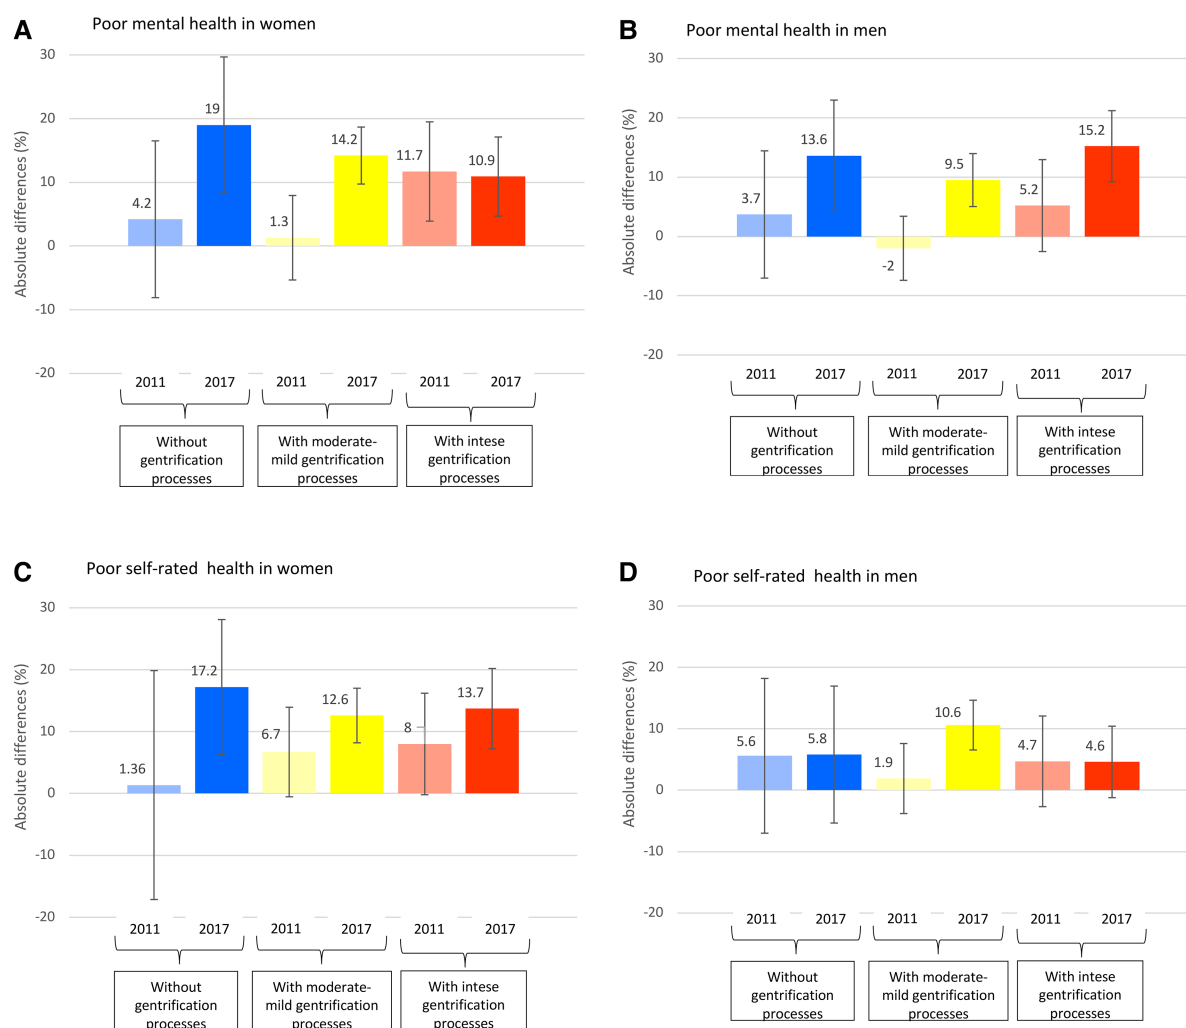 A
Poor mental health in women
Absolute differences (%)
30
20
10
0
-10
-20
4.2
19
1.3
14.2
11.7
10.9
2011
2017
2011
2017
2011
2017
Without
gentrification
processes
With moderate-
mild gentrification
processes
With intese
gentrification
processes
B
Poor mental health in men
Absolute differences (%)
30
20
10
0
-10
-20
3.7
13.6
-2
9.5
5.2
15.2
2011
2017
2011
2017
2011
2017
Without
gentrification
processes
With moderate-
mild gentrification
processes
With intese
gentrification
processes
C
Poor self-rated  health in women
Absolute differences (%)
30
20
10
0
-10
-20
1.36
17.2
6.7
12.6
8
13.7
2011
2017
2011
2017
2011
2017
Without
gentrification
processes
With moderate-
mild gentrification
processes
With intese
gentrification
processes
D
Poor self-rated  health in men
Absolute differences (%)
30
20
10
0
-10
-20
5.6
5.8
1.9
10.6
4.7
4.6
2011
2017
2011
2017
2011
2017
Without
gentrification
processes
With moderate-
mild gentrification
processes
With intese
gentrification
processes